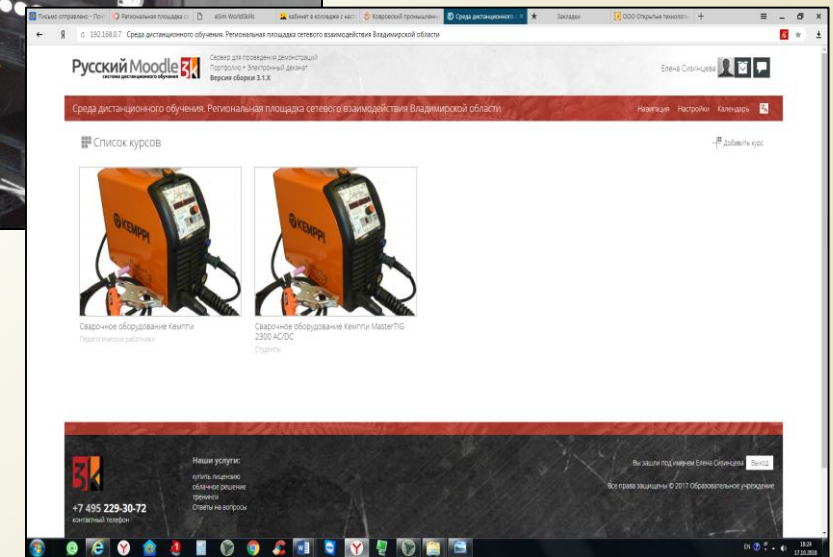 Письмо отправлено - Поч
Региональная площадка с
eSim WorldSkills
кабинет в колледже с наст
Ковровский промышленн
Среда дистанционного
Закладки
ООО Открытые технолог
192.168.0.7 Среда дистанционного обучения. Региональная площадка сетевого взаимодействия Владимирской области
Русский Moodle 3k
система дистанционного обучения
Сервер для проведения демонстраций
Портфолио + Электронный деканат
Версия сборки 3.1.X
Елена Сизинцева
Среда дистанционного обучения. Региональная площадка сетевого взаимодействия Владимирской области
Навигация Настройки Календарь
Список курсов
Добавить курс
KEMPPI
KEMPPI
Сварочное оборудование Кемппи
Педагогические работники
Сварочное оборудование Кемппи MasterTIG
2300 AC/DC
Студенты
3k
+7 495 229-30-72
контактный телефон
Наши услуги:
купить лицензию
облачное решение
тренинги
Ответы на вопросы
Вы зашли под именем Елена Сизинцева Выход
Все права защищены © 2017 Образовательное учреждение
EN
18:24
17.10.2018